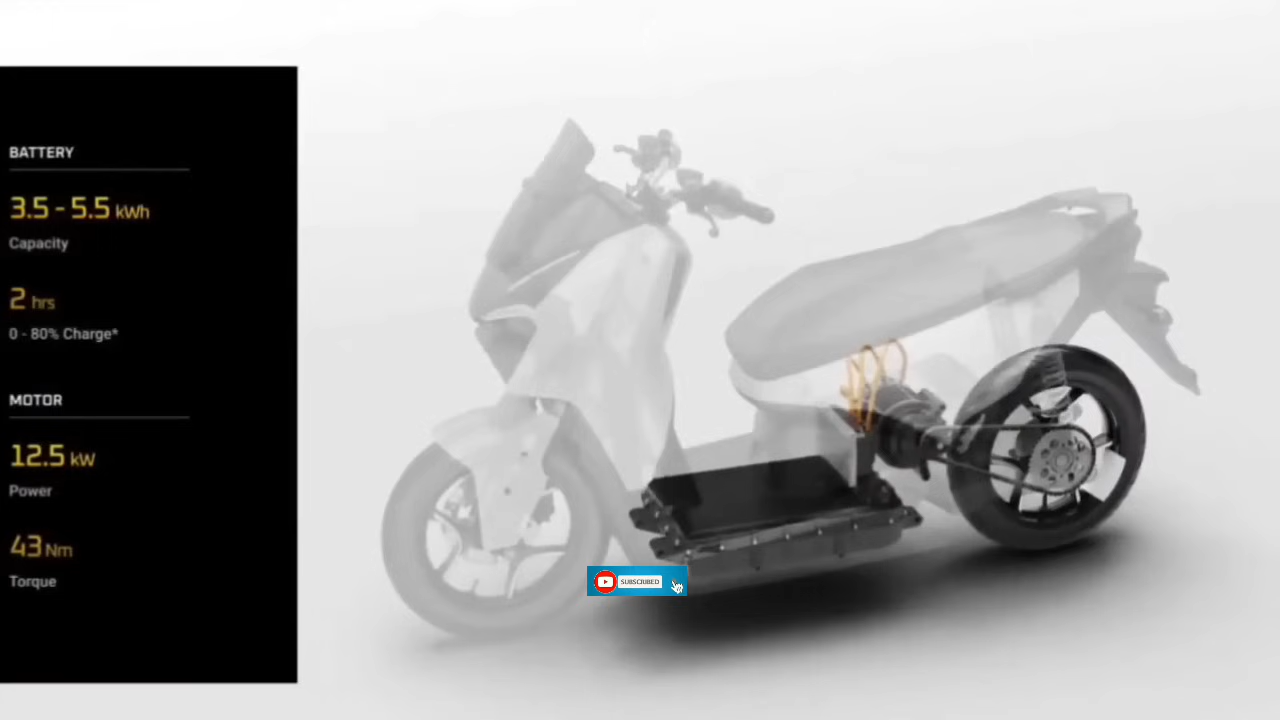 BATTERY
3.5 - 5.5 kWh
Capacity
2 hrs
0 - 80% Charge*
MOTOR
12.5 kW
Power
43 Nm
Torque
SUBSCRIBED